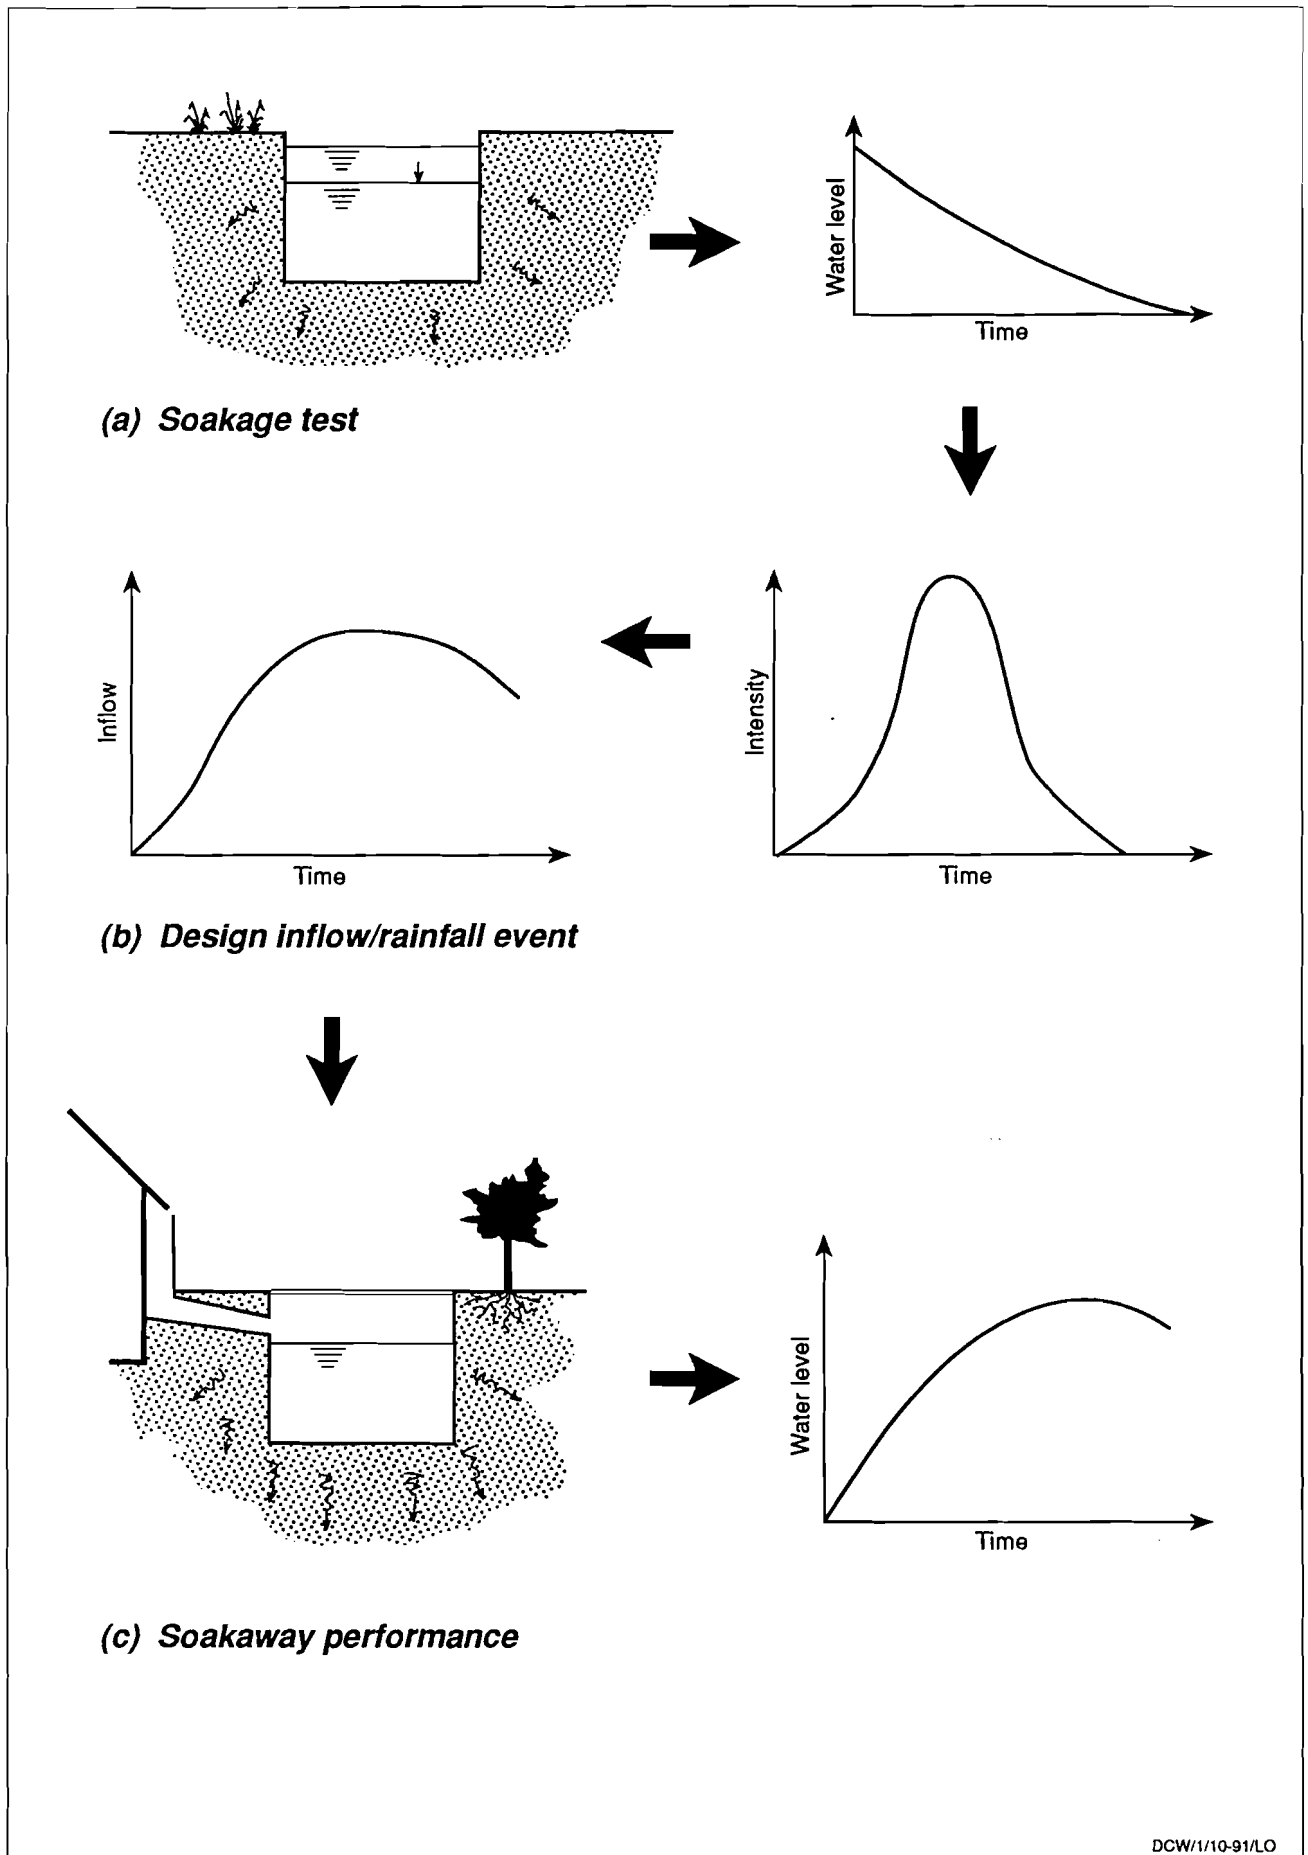 Water level
Time
(a) Soakage test
Inflow
Time
Intensity
Time
(b) Design inflow/rainfall event
Water level
Time
(c) Soakaway performance
DCW/1/10-91/LO